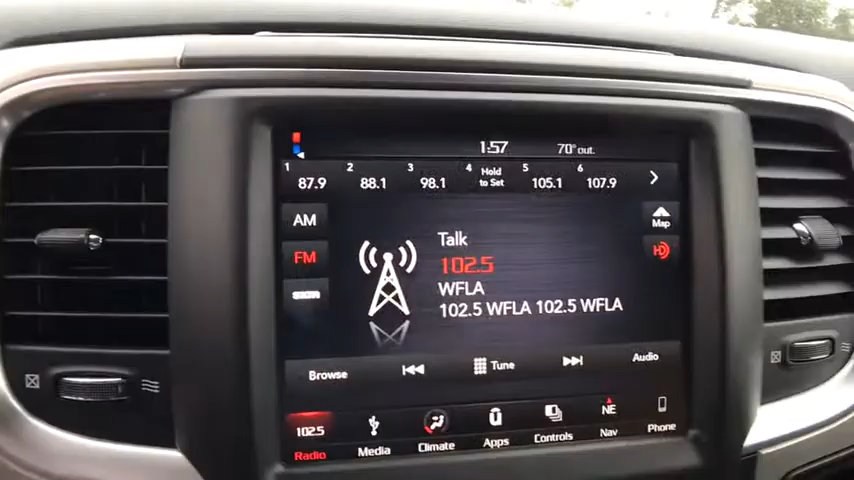 1:57 70° out.
1 2 3 4 5 6
87.9 88.1 98.1 Hold to Set 105.1 107.9
AM
Map
Talk
FM
102.5
HD
WFLA
SXM
102.5 WFLA 102.5 WFLA
Browse Tune Audio
102.5 NE
Radio Media Climate Apps Controls Nav Phone